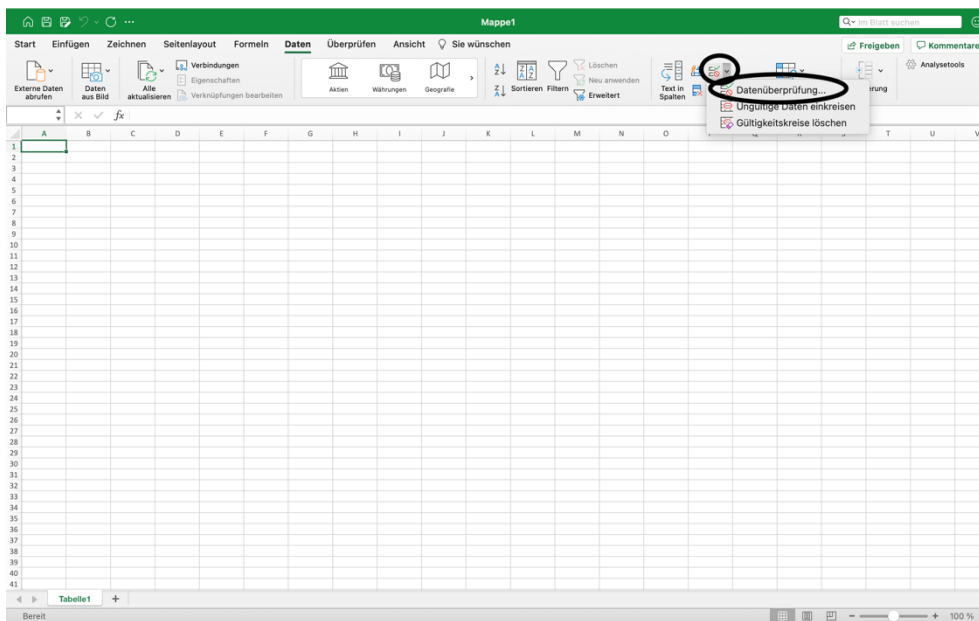 Mappe1
Im Blatt suchen
Start Einfügen Zeichnen Seitenlayout Formeln Daten Überprüfen Ansicht Sie wünschen
Freigeben Kommentare
Externe Daten abrufen
Daten aus Bild
Alle aktualisieren
Verbindungen
Eigenschaften
Verknüpfungen bearbeiten
Aktien Währungen Geografie
Sortieren Filtern
Löschen
Neu anwenden
Erweitert
Text in Spalten
Analysetools
Datenüberprüfung...
Ungültige Daten einkreisen
Gültigkeitskreise löschen
fx
A B C D E F G H I J K L M N O T U V
1
2
3
4
5
6
7
8
9
10
11
12
13
14
15
16
17
18
19
20
21
22
23
24
25
26
27
28
29
30
31
32
33
34
35
36
37
38
39
40
41
Tabelle1 +
Bereit
100 %